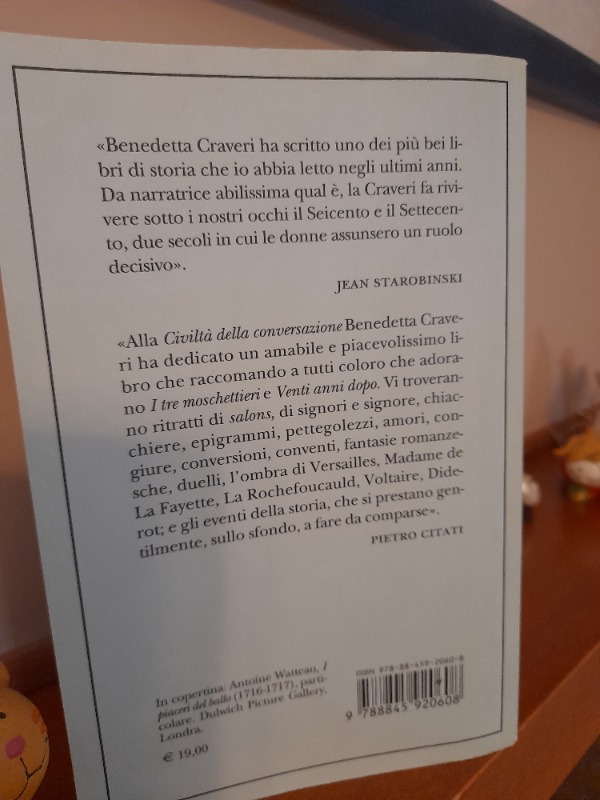 «Benedetta Craveri ha scritto uno dei più bei li-
bri di storia che io abbia letto negli ultimi anni.
Da narratrice abilissima qual è, la Craveri fa rivi-
vere sotto i nostri occhi il Seicento e il Settecen-
to, due secoli in cui le donne assunsero un ruolo
decisivo».
JEAN STAROBINSKI
«Alla Civiltà della conversazione Benedetta Crave-
ri ha dedicato un amabile e piacevolissimo li-
bro che raccomando a tutti coloro che adora-
no I tre moschettieri e Venti anni dopo. Vi troveran-
no ritratti di salons, di signori e signore, chiac-
chiere, epigrammi, pettegolezzi, amori, con-
giure, conversioni, conventi, fantasie romanze-
sche, duelli, l'ombra di Versailles, Madame de
La Fayette, La Rochefoucauld, Voltaire, Dide-
rot; e gli eventi della storia, che si prestano gen-
tilmente, sullo sfondo, a fare da comparse».
PIETRO CITATI
In copertina: Antoine Watteau, I
piaceri del ballo (1716-1717), parti-
colare. Dulwich Picture Gallery,
Londra.
€ 19,00
ISBN 978-88-459-2060-8
9 788845 920608